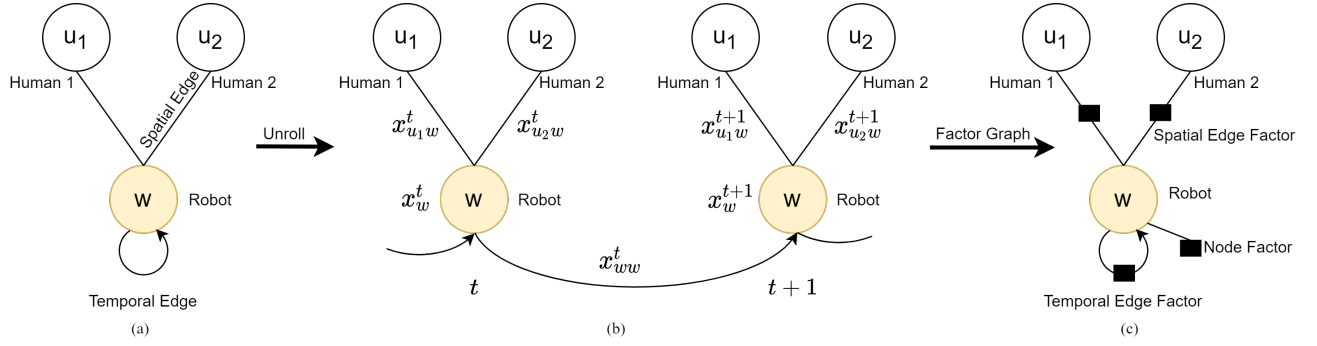 u₁
u₂
Human 1
Human 2
Spatial Edge
w
Robot
Temporal Edge
(a)
Unroll
u₁
u₂
Human 1
Human 2
x^t_{u₁w}
x^t_{u₂w}
x^t_w
w
Robot
t
x^t_{ww}
u₁
u₂
Human 1
Human 2
x^{t+1}_{u₁w}
x^{t+1}_{u₂w}
x^{t+1}_w
w
Robot
t + 1
(b)
Factor Graph
u₁
u₂
Human 1
Human 2
Spatial Edge Factor
w
Robot
Node Factor
Temporal Edge Factor
(c)